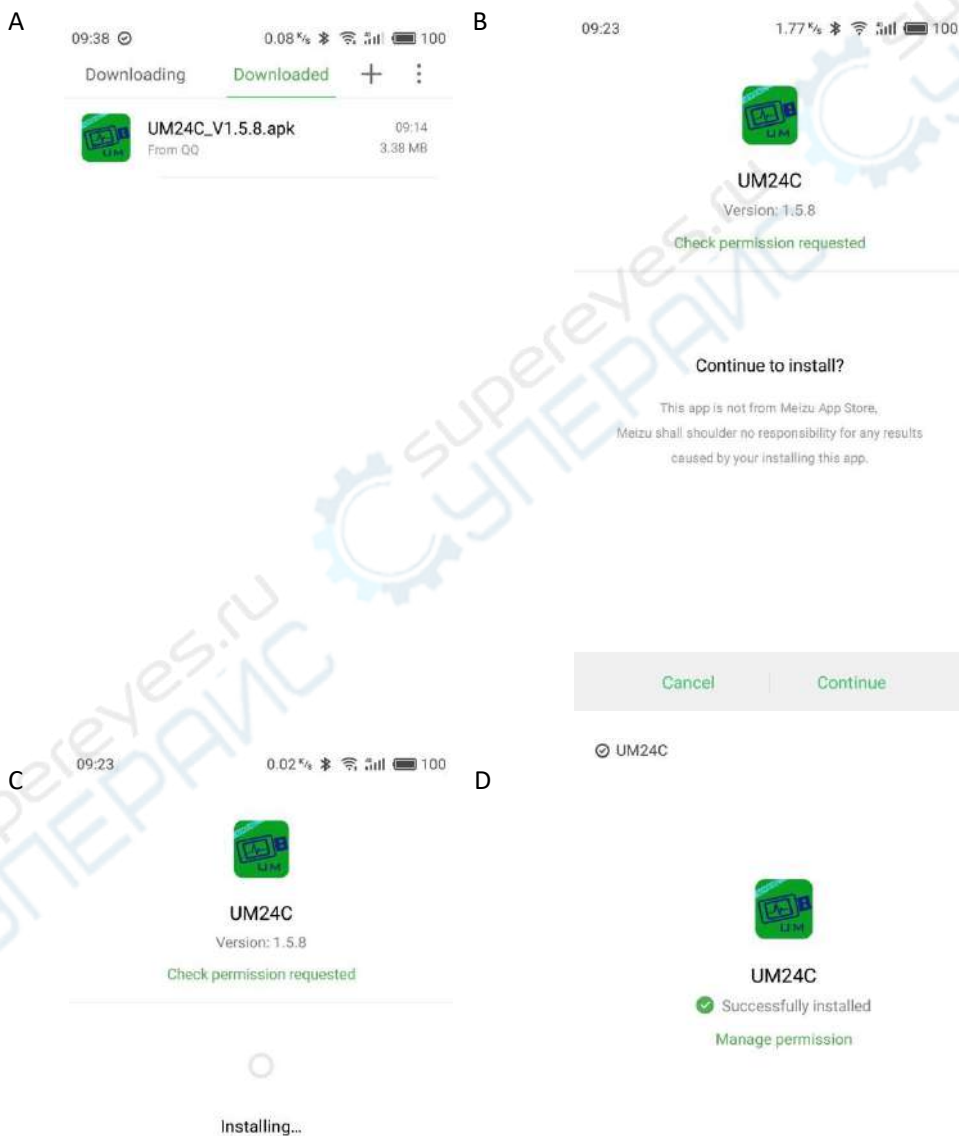 A
09:38
0.08 K/s
100
Downloading
Downloaded
UM24C_V1.5.8.apk
09:14
From QQ
3.38 MB
UM
B
09:23
1.77 K/s
100
UM
UM24C
Version: 1.5.8
Check permission requested
Continue to install?
This app is not from Meizu App Store,
Meizu shall shoulder no responsibility for any results
caused by your installing this app.
Cancel
Continue
C
09:23
0.02 K/s
100
UM
UM24C
Version: 1.5.8
Check permission requested
Installing...
D
UM24C
UM
UM24C
Successfully installed
Manage permission
supereyes.ru
СУПЕРАЙС
supereyes.ru
СУПЕРАЙС